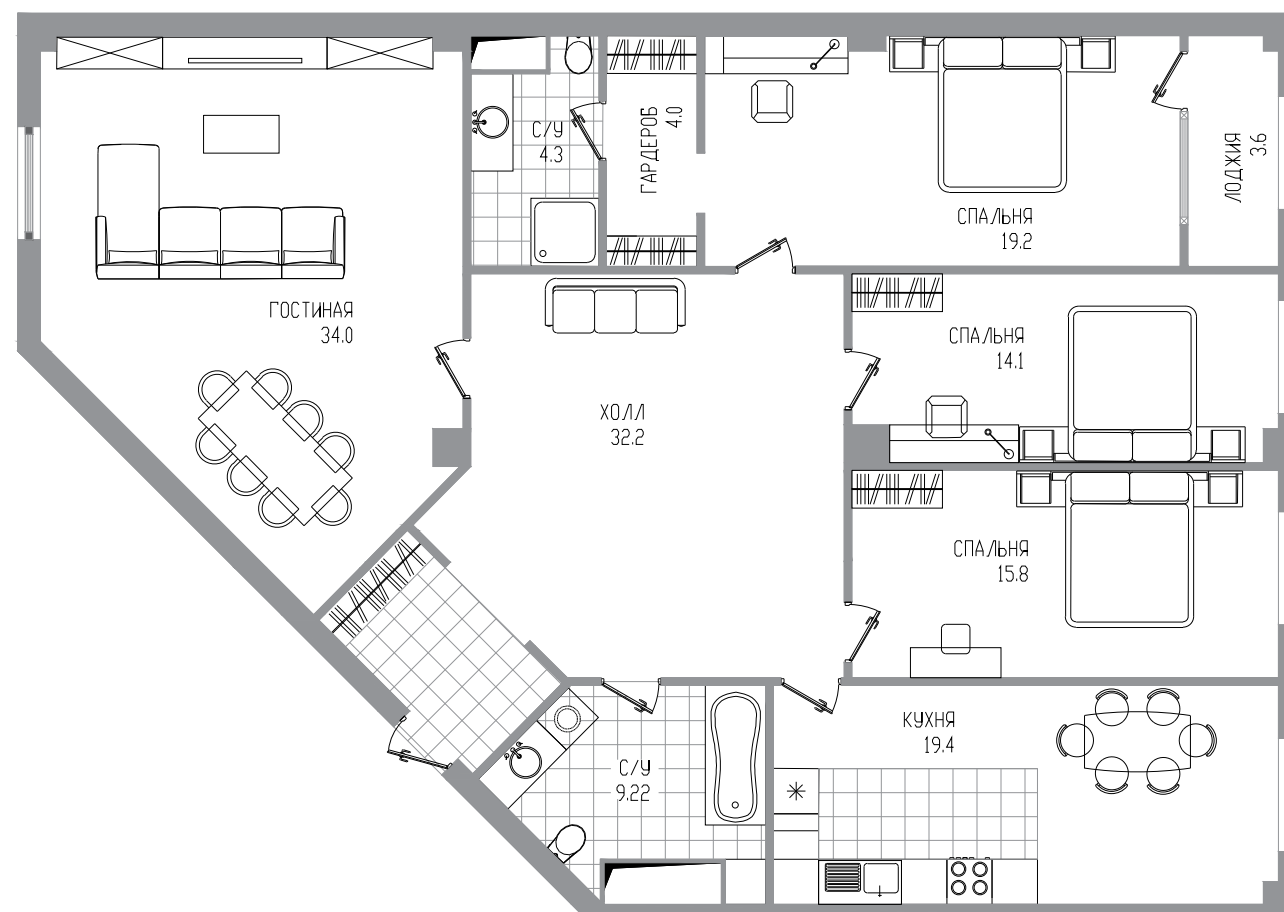 С/У
4.3
ГАРДЕРОБ
4.0
ЛОДЖИЯ
3.6
СПАЛЬНЯ
19.2
ГОСТИНАЯ
34.0
СПАЛЬНЯ
14.1
ХОЛЛ
32.2
СПАЛЬНЯ
15.8
КУХНЯ
19.4
С/У
9.22